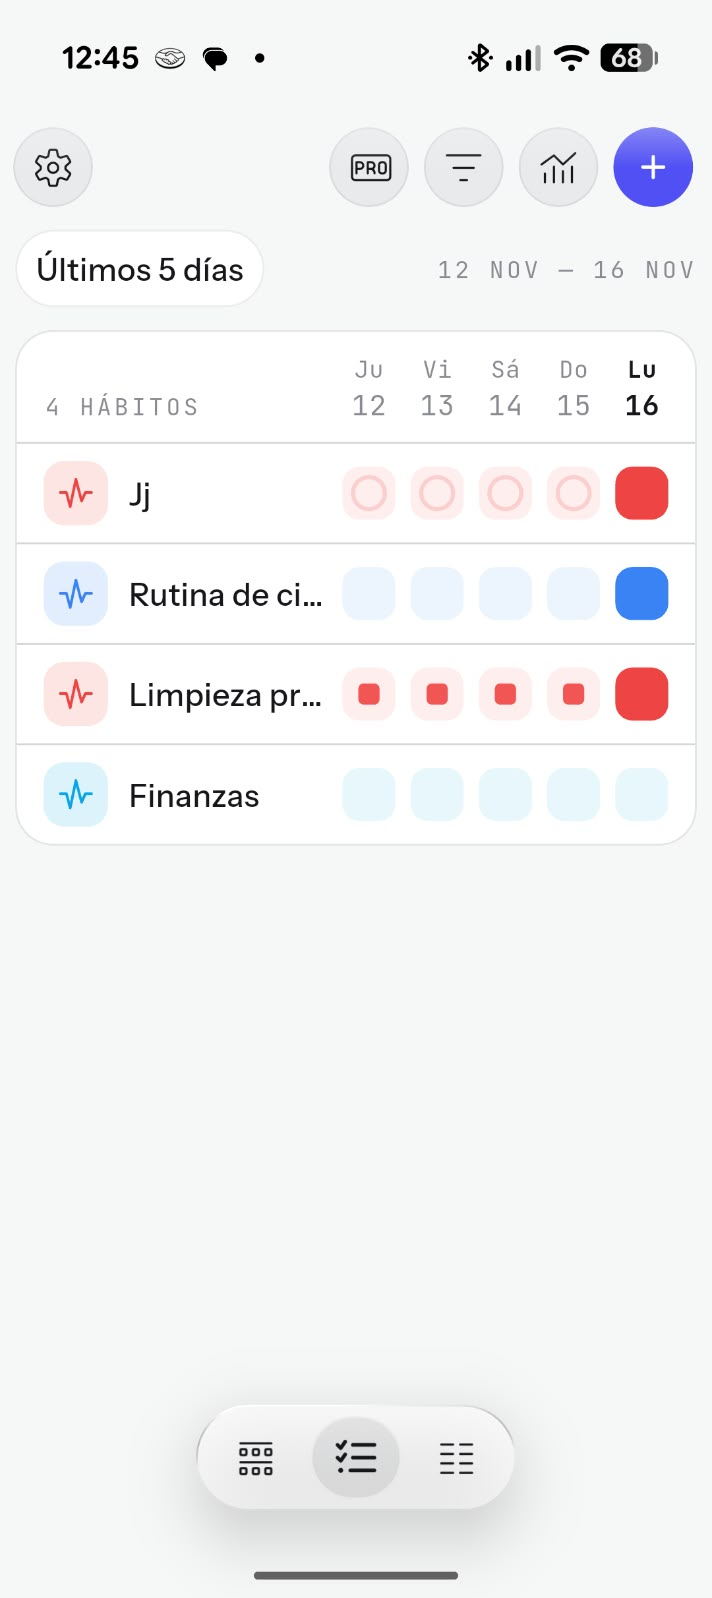 12:45
68
PRO
Últimos 5 días
12 NOV – 16 NOV
Ju Vi Sá Do Lu
4 HÁBITOS 12 13 14 15 16
Jj
Rutina de ci...
Limpieza pr...
Finanzas